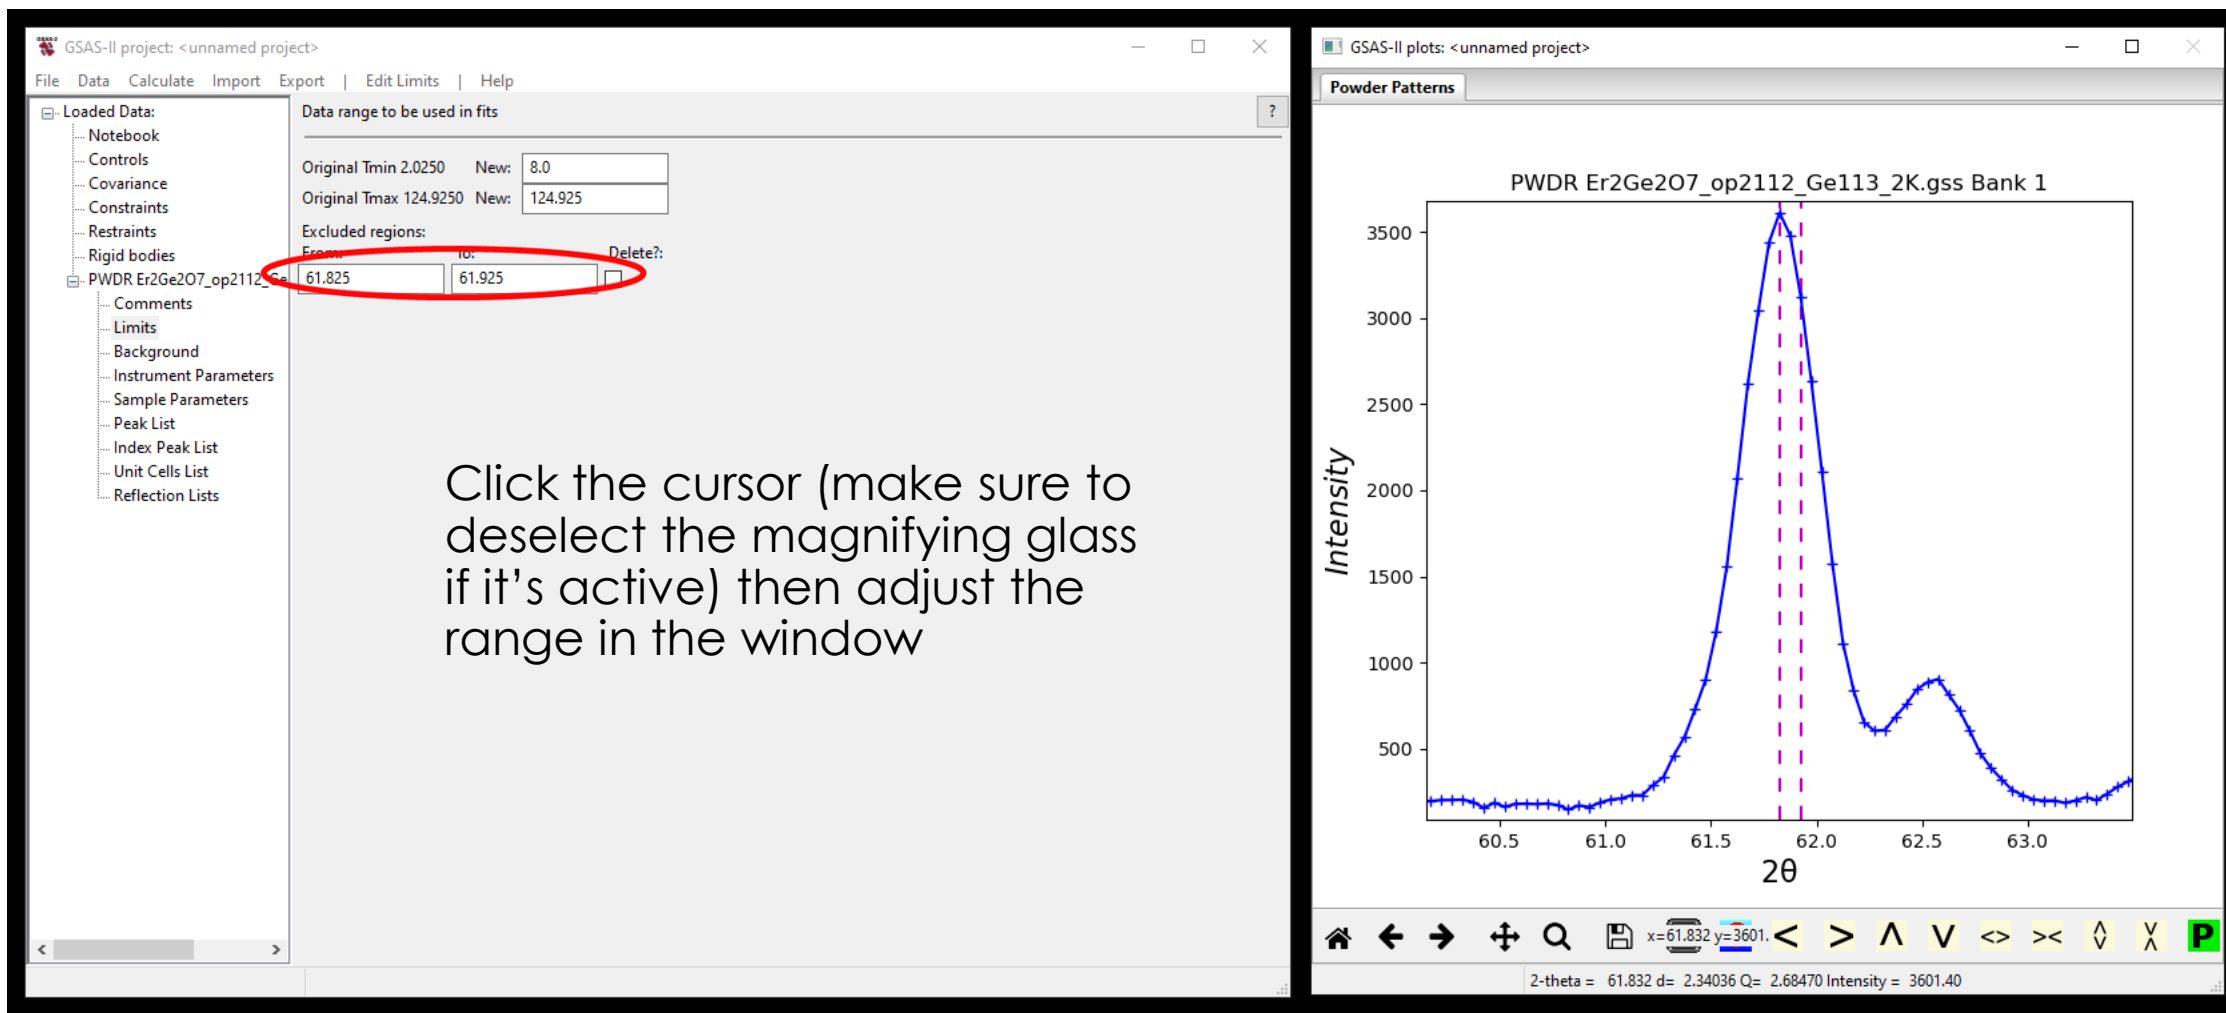 GSAS-II project: <unnamed project>
File Data Calculate Import Export | Edit Limits | Help
Loaded Data:
Notebook
Controls
Covariance
Constraints
Restraints
Rigid bodies
PWDR Er2Ge2O7_op2112_Ge
Comments
Limits
Background
Instrument Parameters
Sample Parameters
Peak List
Index Peak List
Unit Cells List
Reflection Lists
Data range to be used in fits
?
Original Tmin 2.0250 New: 8.0
Original Tmax 124.9250 New: 124.925
Excluded regions:
From: To: Delete?:
61.825 61.925
Click the cursor (make sure to
deselect the magnifying glass
if it's active) then adjust the
range in the window
GSAS-II plots: <unnamed project>
Powder Patterns
PWDR Er2Ge2O7_op2112_Ge113_2K.gss Bank 1
3500
3000
2500
2000
1500
1000
500
Intensity
60.5 61.0 61.5 62.0 62.5 63.0
2θ
x=61.832 y=3601. < > Λ V <> >< P
2-theta = 61.832 d= 2.34036 Q= 2.68470 Intensity = 3601.40